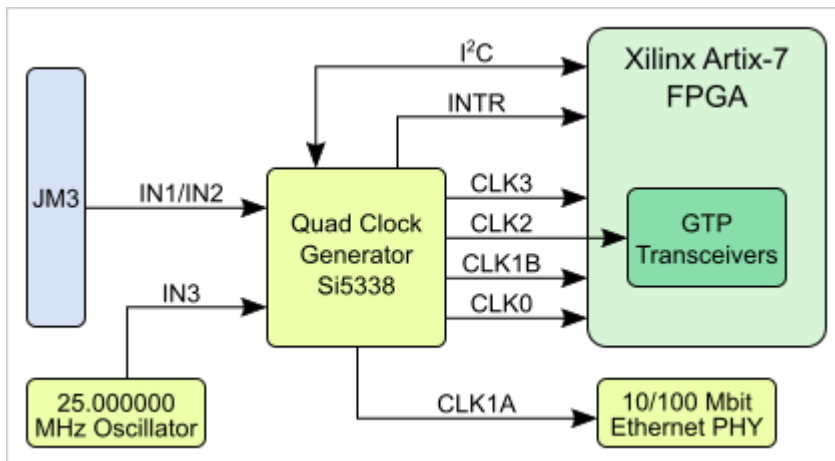 I²C
Xilinx Artix-7
FPGA
INTR
JM3
IN1/IN2
Quad Clock
Generator
Si5338
CLK3
CLK2
CLK1B
CLK0
GTP
Transceivers
IN3
25.000000
MHz Oscillator
CLK1A
10/100 Mbit
Ethernet PHY